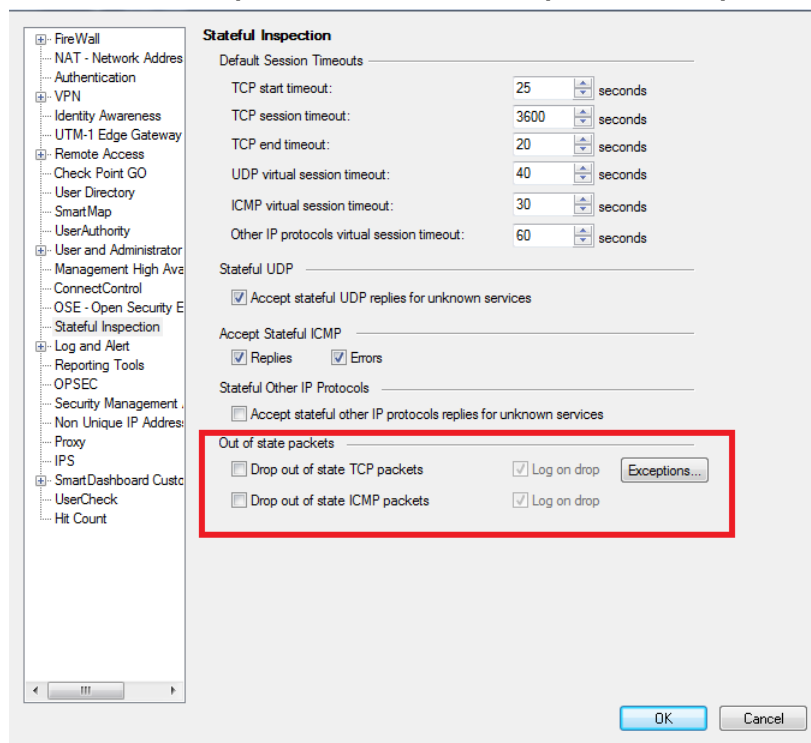 FireWall
NAT - Network Addres
Authentication
VPN
Identity Awareness
UTM-1 Edge Gateway
Remote Access
Check Point GO
User Directory
SmartMap
UserAuthority
User and Administrator
Management High Ava
ConnectControl
OSE - Open Security E
Stateful Inspection
Log and Alert
Reporting Tools
OPSEC
Security Management .
Non Unique IP Address
Proxy
IPS
SmartDashboard Custo
UserCheck
Hit Count
Stateful Inspection
Default Session Timeouts
TCP start timeout: 25 seconds
TCP session timeout: 3600 seconds
TCP end timeout: 20 seconds
UDP virtual session timeout: 40 seconds
ICMP virtual session timeout: 30 seconds
Other IP protocols virtual session timeout: 60 seconds
Stateful UDP
Accept stateful UDP replies for unknown services
Accept Stateful ICMP
Replies Errors
Stateful Other IP Protocols
Accept stateful other IP protocols replies for unknown services
Out of state packets
Drop out of state TCP packets Log on drop Exceptions...
Drop out of state ICMP packets Log on drop
OK Cancel